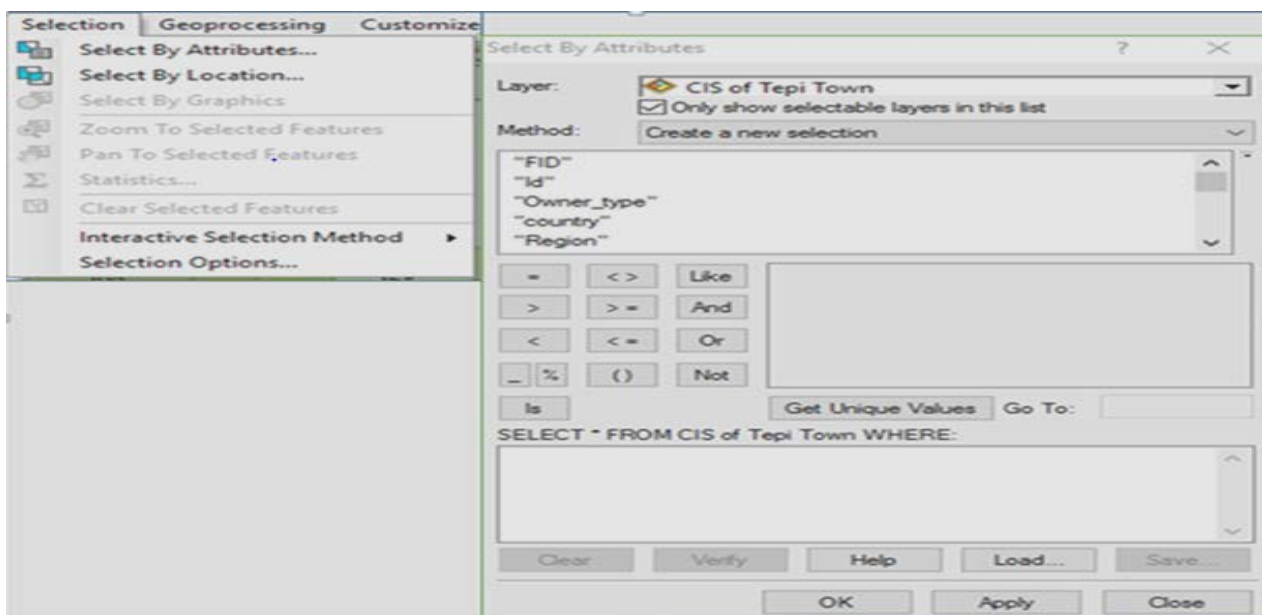 Selection Geoprocessing Customize
Select By Attributes...
Select By Location...
Select By Graphics
Zoom To Selected Features
Pan To Selected Features
Statistics...
Clear Selected Features
Interactive Selection Method
Selection Options...
Select By Attributes ? ×
Layer: CIS of Tepi Town
Only show selectable layers in this list
Method: Create a new selection
"FID"
"Id"
"Owner_type"
"country"
"Region"
= < > Like
> > = And
< < = Or
_ % () Not
Is Get Unique Values Go To:
SELECT * FROM CIS of Tepi Town WHERE:
Clear Verify Help Load... Save...
OK Apply Close